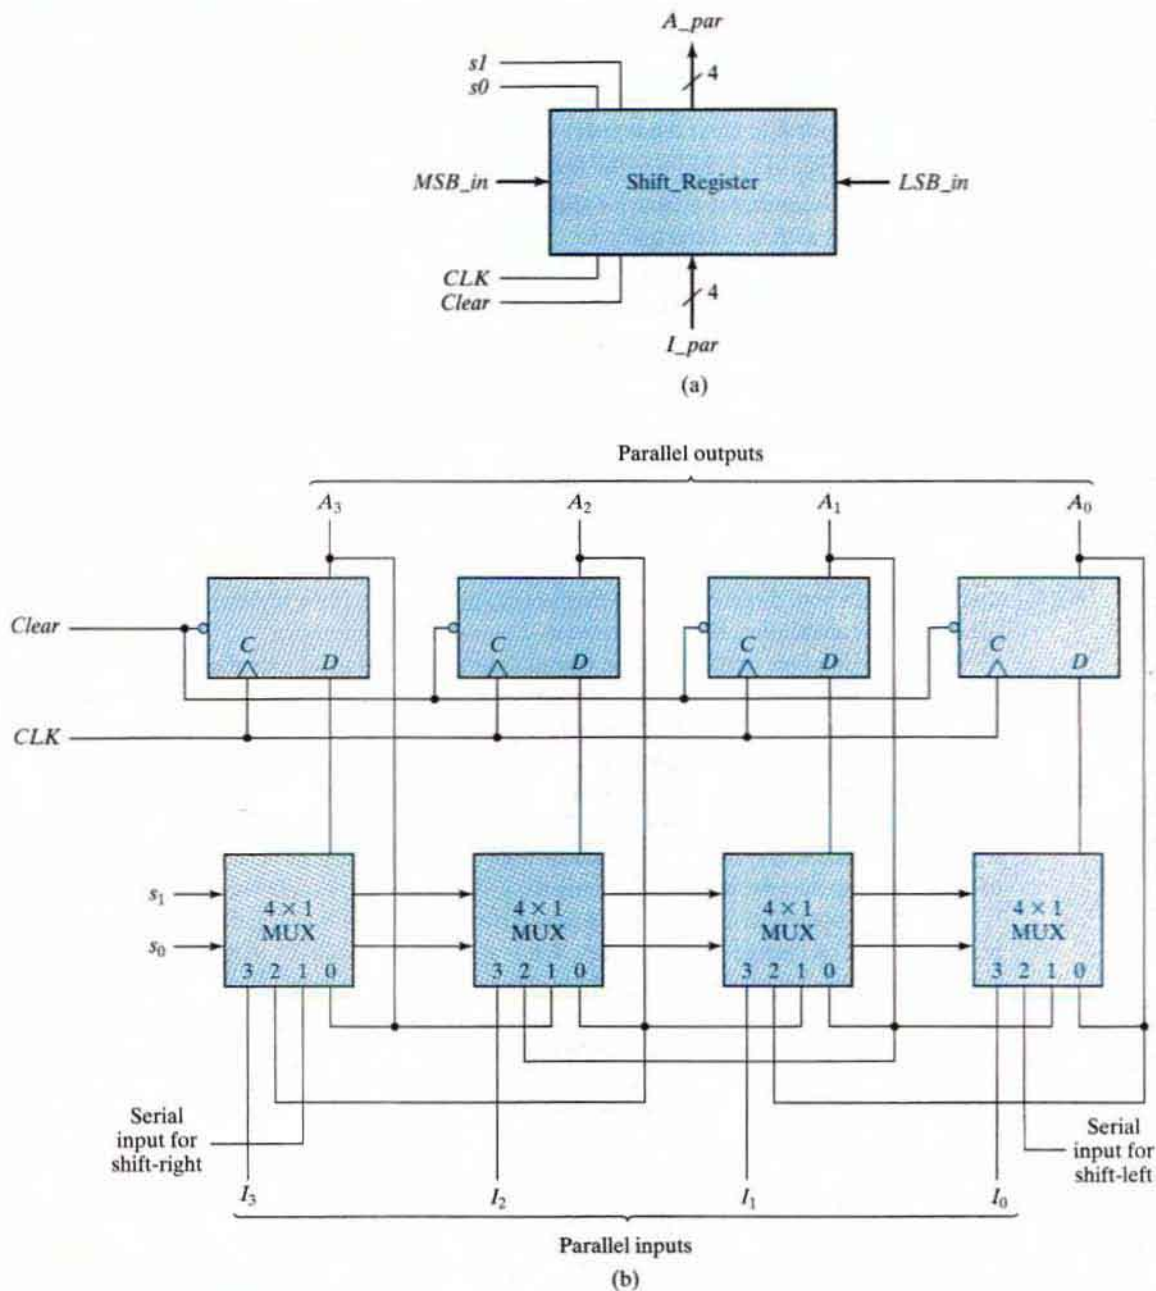 A_par
s1
4
s0
MSB_in
Shift_Register
LSB_in
CLK
4
Clear
I_par
(a)
Parallel outputs
A₃ A₂ A₁ A₀
Clear
C D C D C D C D
CLK
s₁
4 × 1 4 × 1 4 × 1 4 × 1
s₀
MUX MUX MUX MUX
3 2 1 0 3 2 1 0 3 2 1 0 3 2 1 0
Serial
input for
shift-right
Serial
input for
shift-left
I₃ I₂ I₁ I₀
Parallel inputs
(b)